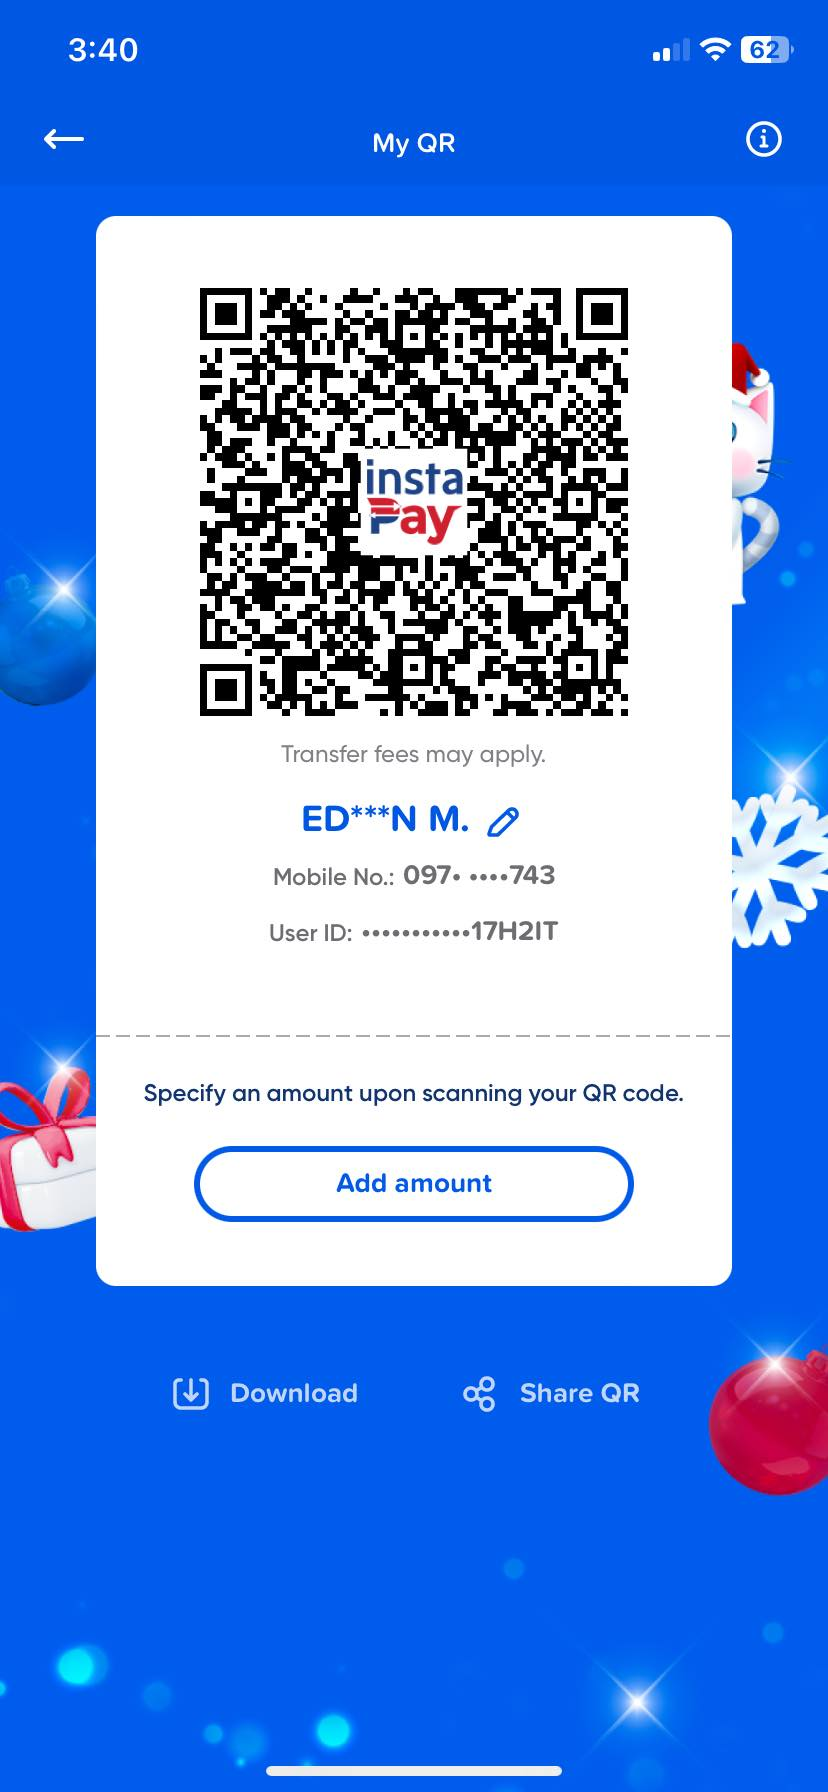 3:40
62
My QR
insta
Pay
Transfer fees may apply.
ED***N M.
Mobile No.: 097• ••••743
User ID: •••••••••••17H2IT
Specify an amount upon scanning your QR code.
Add amount
Download
Share QR